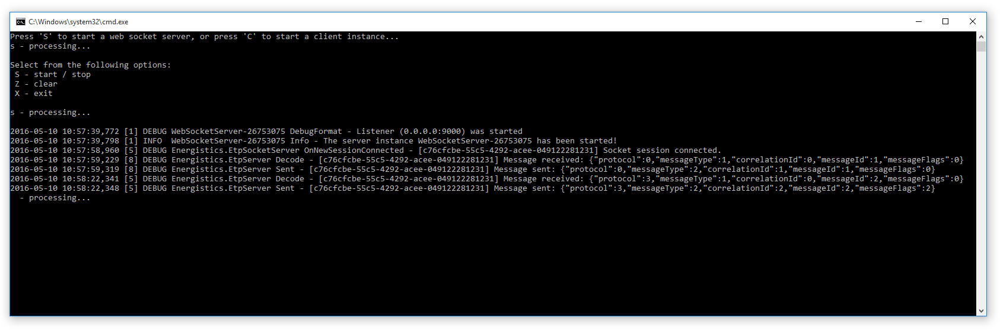 C:\Windows\system32\cmd.exe
Press 'S' to start a web socket server, or press 'C' to start a client instance...
s - processing...
Select from the following options:
S - start / stop
Z - clear
X - exit
s - processing...
2016-05-10 10:57:39,772 [1] DEBUG WebSocketServer-26753075 DebugFormat - Listener (0.0.0.0:9000) was started
2016-05-10 10:57:39,798 [1] INFO  WebSocketServer-26753075 Info - The server instance WebSocketServer-26753075 has been started!
2016-05-10 10:57:58,960 [5] DEBUG Energistics.EtpSocketServer OnNewSessionConnected - [c76cfcbe-55c5-4292-acee-049122281231] Socket session connected.
2016-05-10 10:57:59,229 [8] DEBUG Energistics.EtpServer Decode - [c76cfcbe-55c5-4292-acee-049122281231] Message received: {"protocol":0,"messageType":1,"correlationId":0,"messageId":1,"messageFlags":0}
2016-05-10 10:57:59,319 [8] DEBUG Energistics.EtpServer Sent - [c76cfcbe-55c5-4292-acee-049122281231] Message sent: {"protocol":0,"messageType":2,"correlationId":1,"messageId":1,"messageFlags":0}
2016-05-10 10:58:22,341 [5] DEBUG Energistics.EtpServer Decode - [c76cfcbe-55c5-4292-acee-049122281231] Message received: {"protocol":3,"messageType":1,"correlationId":0,"messageId":2,"messageFlags":0}
2016-05-10 10:58:22,348 [5] DEBUG Energistics.EtpServer Sent - [c76cfcbe-55c5-4292-acee-049122281231] Message sent: {"protocol":3,"messageType":2,"correlationId":2,"messageId":2,"messageFlags":2}
- processing...